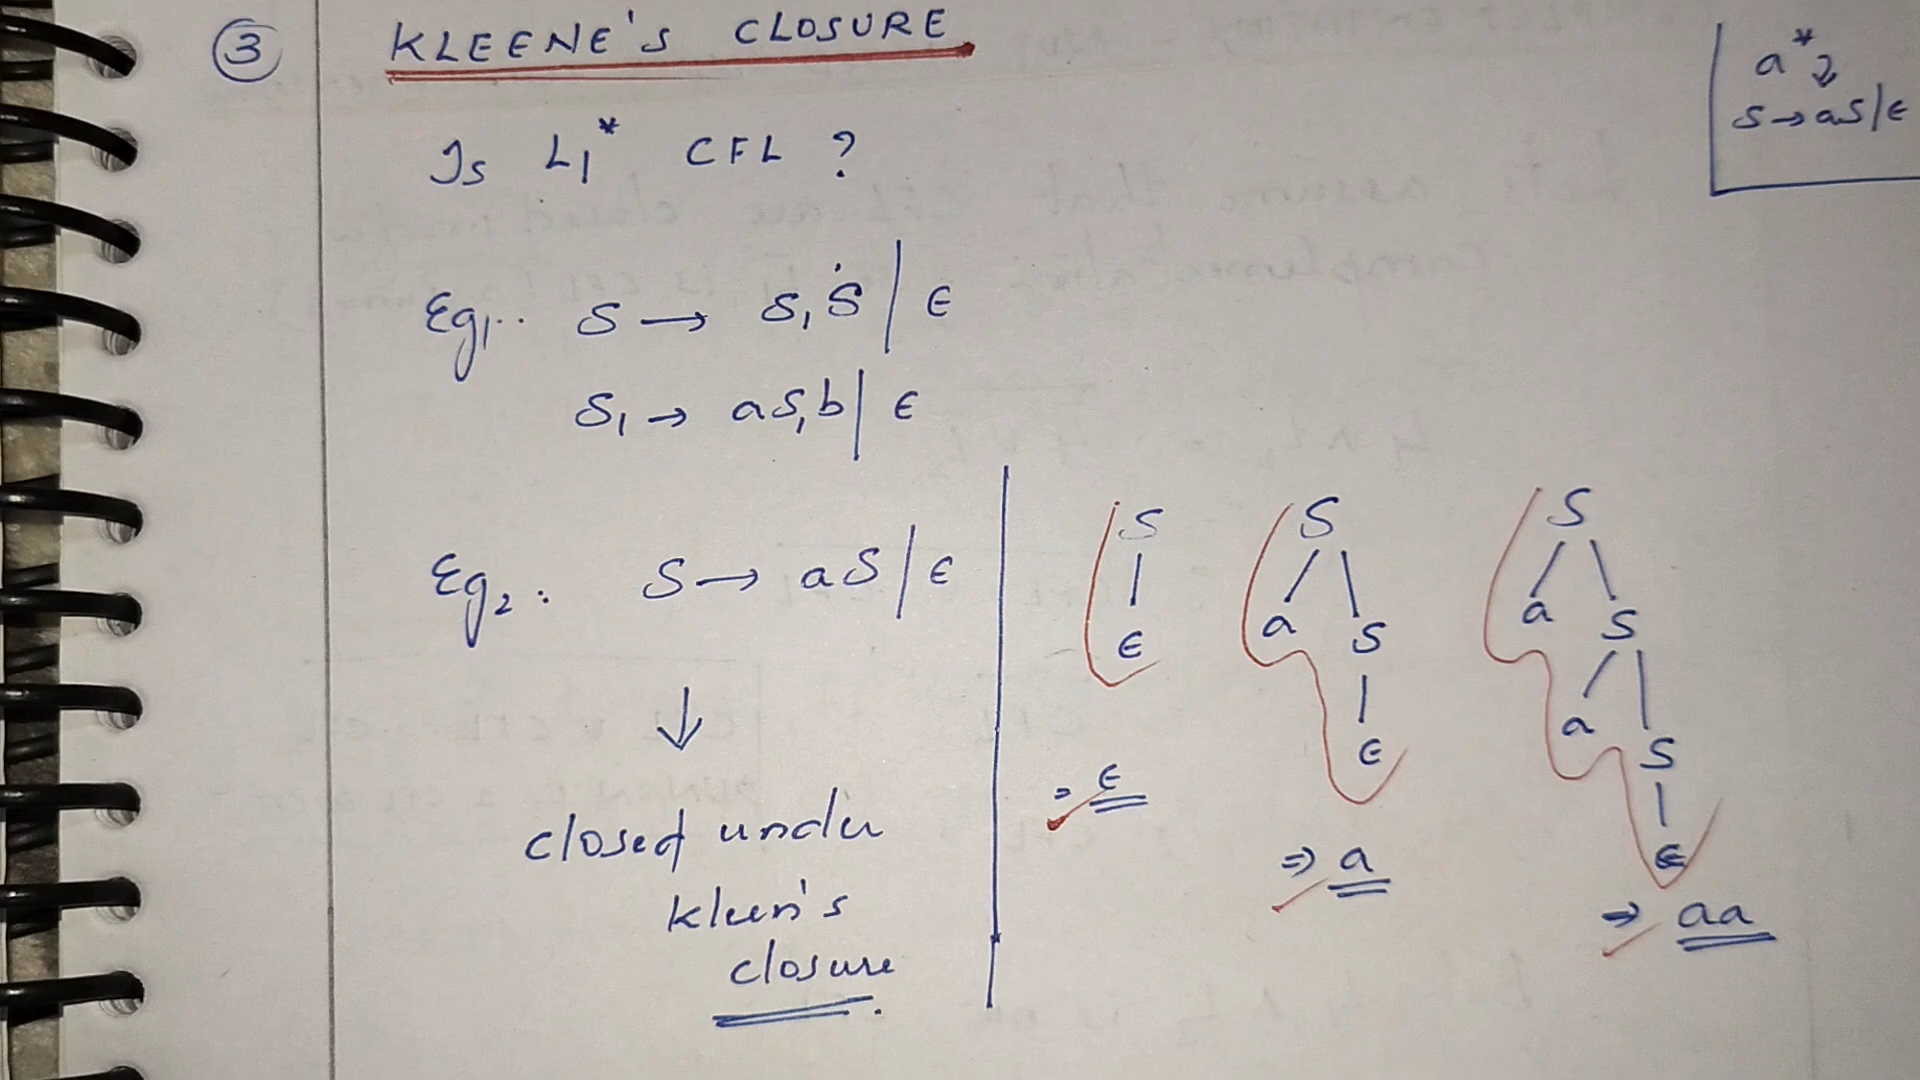 ③ KLEENE's CLOSURE
a*
S→aS|ϵ
Is L₁* CFL ?
Eg₁.. S → S₁S | ϵ
S₁ → aS₁b | ϵ
Eg₂ : S → aS | ϵ
↓
closed under
kleen's
closure.
S
ϵ
⇒ ϵ
S
a S
ϵ
⇒ a
S
a S
a S
ϵ
⇒ aa